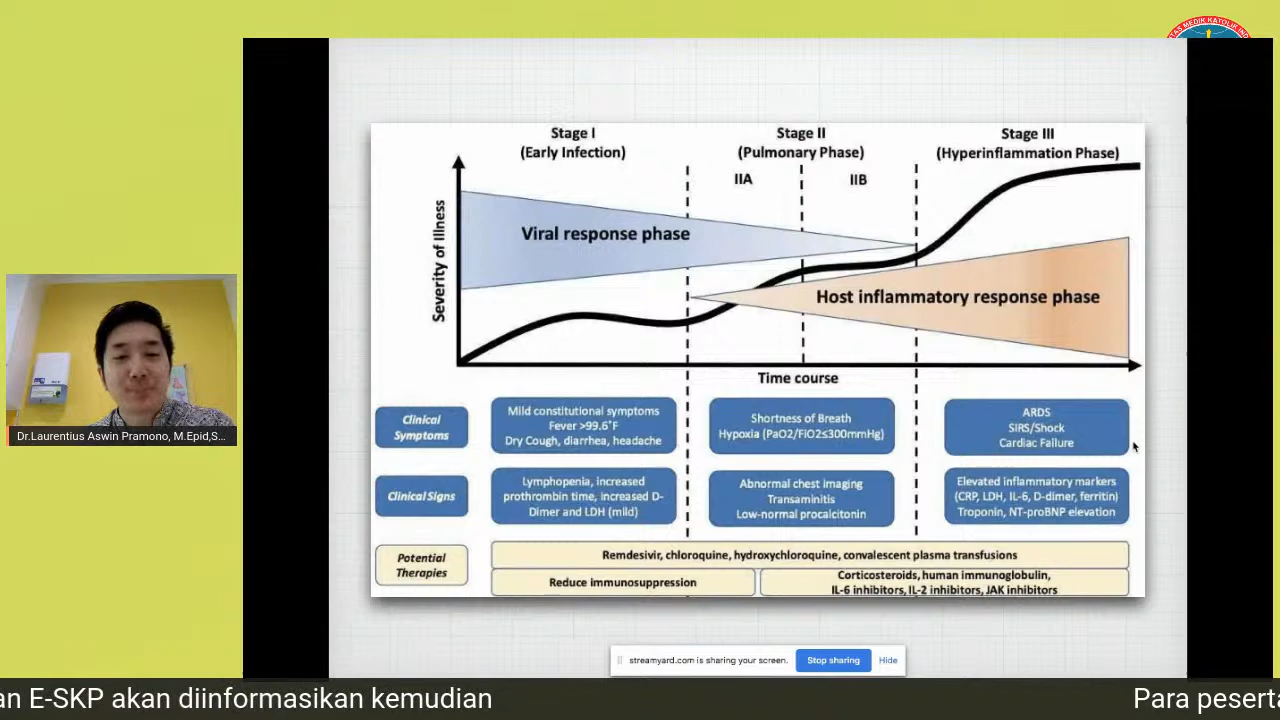 TAS MEDIK KATOLIK IND
Stage I
(Early Infection)
Stage II
(Pulmonary Phase)
Stage III
(Hyperinflammation Phase)
IIA
IIB
Severity of Illness
Viral response phase
Host inflammatory response phase
Time course
Clinical
Symptoms
Mild constitutional symptoms
Fever >99.6°F
Dry Cough, diarrhea, headache
Shortness of Breath
Hypoxia (PaO2/FiO2≤300mmHg)
ARDS
SIRS/Shock
Cardiac Failure
Clinical Signs
Lymphopenia, increased
prothrombin time, increased D-
Dimer and LDH (mild)
Abnormal chest imaging
Transaminitis
Low-normal procalcitonin
Elevated inflammatory markers
(CRP, LDH, IL-6, D-dimer, ferritin)
Troponin, NT-proBNP elevation
Potential
Therapies
Remdesivir, chloroquine, hydroxychloroquine, convalescent plasma transfusions
Reduce immunosuppression
Corticosteroids, human immunoglobulin,
IL-6 inhibitors, IL-2 inhibitors, JAK inhibitors
Dr.Laurentius Aswin Pramono, M.Epid,S...
streamyard.com is sharing your screen.
Stop sharing
Hide
an E-SKP akan diinformasikan kemudian
Para peserta